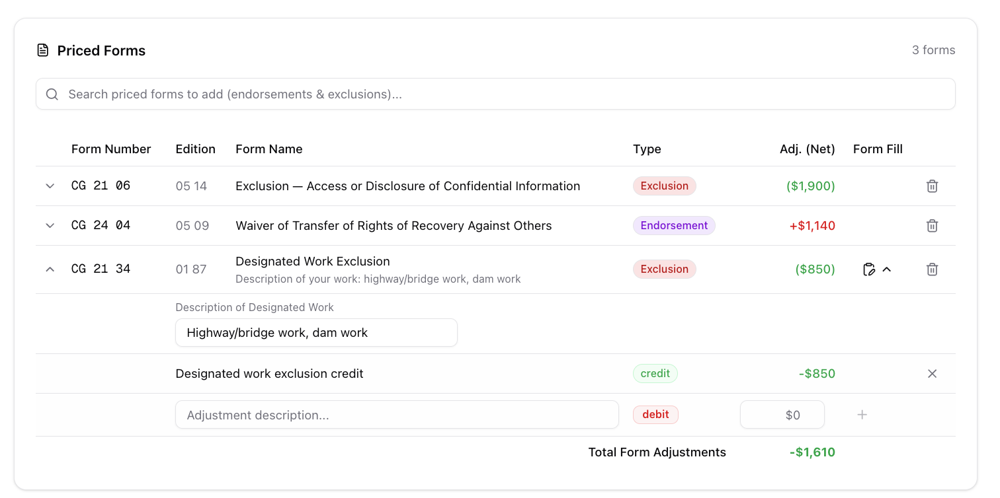 Priced Forms
3 forms
Search priced forms to add (endorsements & exclusions)...
Form Number Edition Form Name Type Adj. (Net) Form Fill
CG 21 06 05 14 Exclusion — Access or Disclosure of Confidential Information Exclusion ($1,900)
CG 24 04 05 09 Waiver of Transfer of Rights of Recovery Against Others Endorsement +$1,140
CG 21 34 01 87 Designated Work Exclusion Exclusion ($850)
Description of your work: highway/bridge work, dam work
Description of Designated Work
Highway/bridge work, dam work
Designated work exclusion credit credit -$850
Adjustment description... debit $0
Total Form Adjustments -$1,610